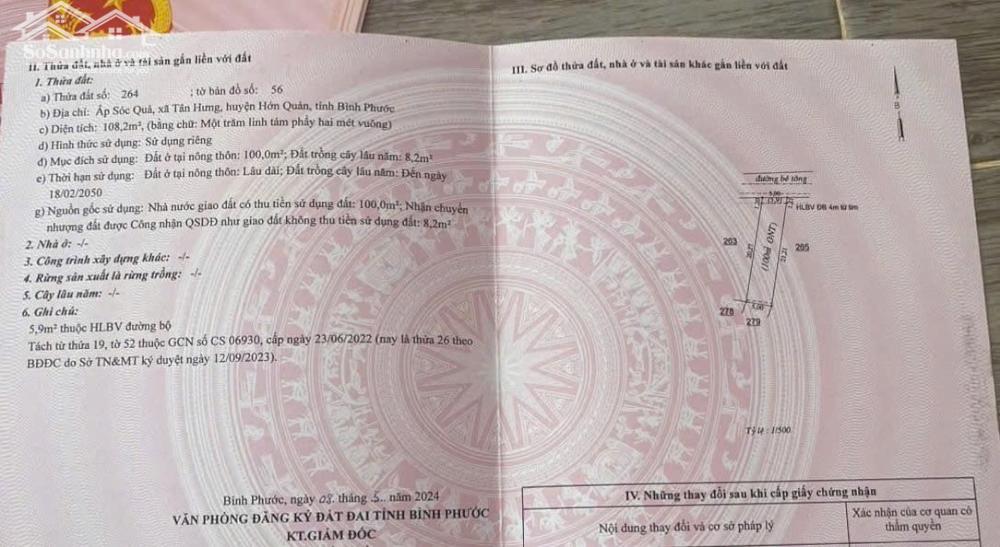 SoSanhnha.com
II. Thửa đất, nhà ở và tài sản gắn liền với đất
1. Thửa đất:
a) Thửa đất số: 264 ; tờ bản đồ số: 56
b) Địa chỉ: Ấp Sóc Quả, xã Tân Hưng, huyện Hớn Quản, tỉnh Bình Phước
c) Diện tích: 108,2m², (bằng chữ: Một trăm linh tám phẩy hai mét vuông)
d) Hình thức sử dụng: Sử dụng riêng
đ) Mục đích sử dụng: Đất ở tại nông thôn: 100,0m²; Đất trồng cây lâu năm: 8,2m²
e) Thời hạn sử dụng: Đất ở tại nông thôn: Lâu dài; Đất trồng cây lâu năm: Đến ngày
18/02/2050
g) Nguồn gốc sử dụng: Nhà nước giao đất có thu tiền sử dụng đất: 100,0m²; Nhận chuyển
nhượng đất được Công nhận QSDĐ như giao đất không thu tiền sử dụng đất: 8,2m²
2. Nhà ở: -/-
3. Công trình xây dựng khác: -/-
4. Rừng sản xuất là rừng trồng: -/-
5. Cây lâu năm: -/-
6. Ghi chú:
5,9m² thuộc HLBV đường bộ
Tách từ thửa 19, tờ 52 thuộc GCN số CS 06930, cấp ngày 23/06/2022 (nay là thửa 26 theo
BĐĐC do Sở TN&MT ký duyệt ngày 12/09/2023).
Bình Phước, ngày 03. tháng 5.. năm 2024
VĂN PHÒNG ĐĂNG KÝ ĐẤT ĐAI TỈNH BÌNH PHƯỚC
KT.GIÁM ĐỐC
III. Sơ đồ thửa đất, nhà ở và tài sản khác gắn liền với đất
B
đường bê tông
5,00
HLBV ĐB 4m từ tim
263
(100m² ONT)
265
20,27
21,21
5,00
278
279
Tỷ lệ : 1/500
IV. Những thay đổi sau khi cấp giấy chứng nhận
Nội dung thay đổi và cơ sở pháp lý
Xác nhận của cơ quan có
thẩm quyền